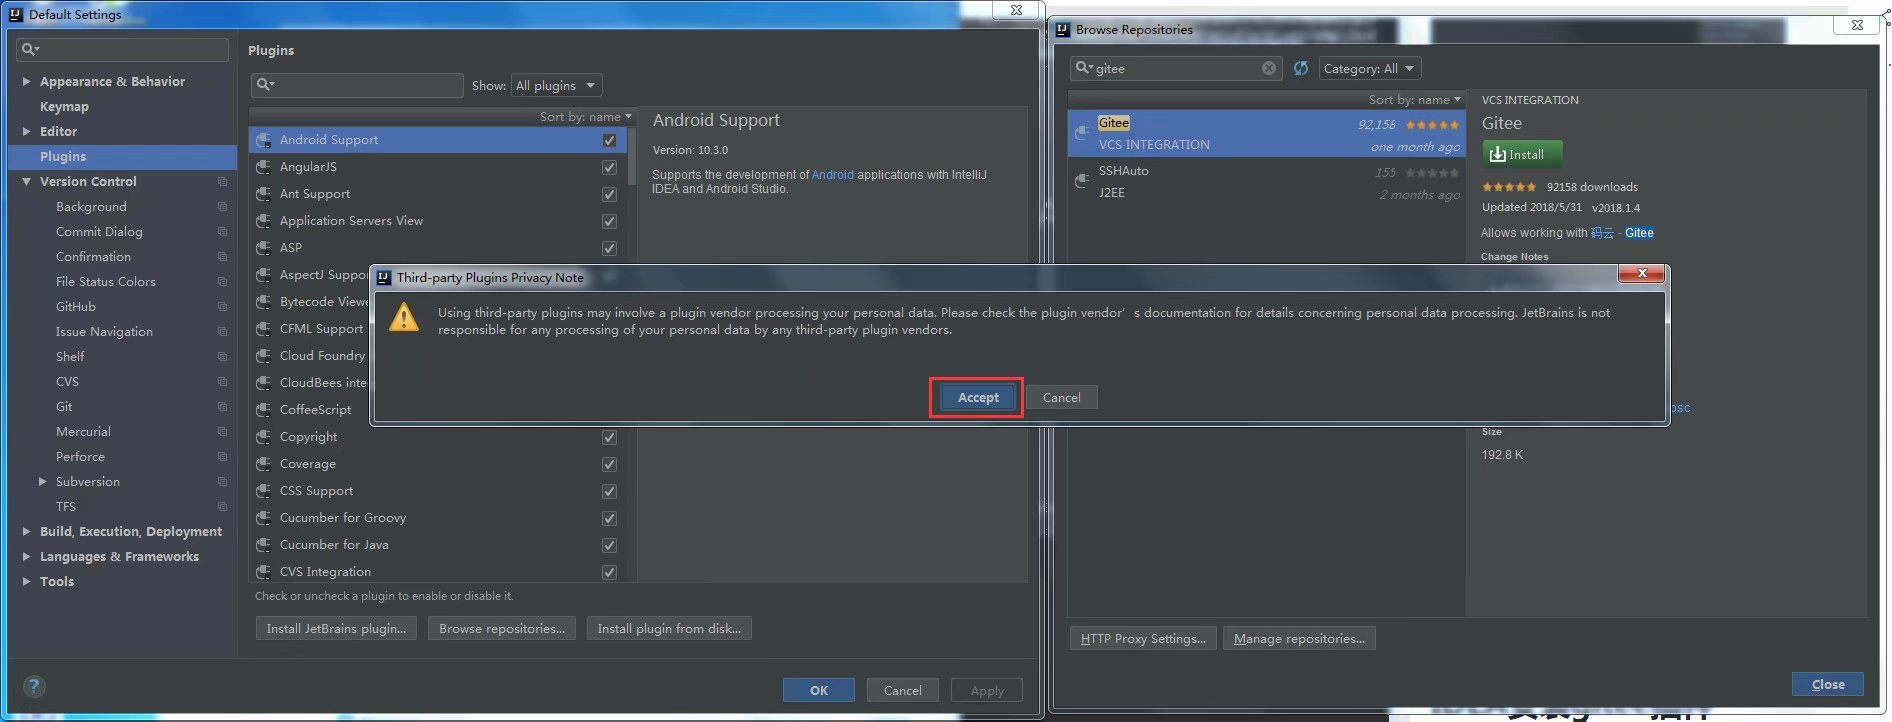 Default Settings
Appearance & Behavior
Keymap
Editor
Plugins
Version Control
Background
Commit Dialog
Confirmation
File Status Colors
GitHub
Issue Navigation
Shelf
CVS
Git
Mercurial
Perforce
Subversion
TFS
Build, Execution, Deployment
Languages & Frameworks
Tools
Plugins
Show: All plugins
Sort by: name
Android Support
AngularJS
Ant Support
Application Servers View
ASP
AspectJ Suppor
Bytecode Viewe
CFML Support
Cloud Foundry
CloudBees inte
CoffeeScript
Copyright
Coverage
CSS Support
Cucumber for Groovy
Cucumber for Java
CVS Integration
Check or uncheck a plugin to enable or disable it.
Install JetBrains plugin...
Browse repositories...
Install plugin from disk...
Android Support
Version: 10.3.0
Supports the development of Android applications with IntelliJ
IDEA and Android Studio.
?
OK
Cancel
Apply
Third-party Plugins Privacy Note
Using third-party plugins may involve a plugin vendor processing your personal data. Please check the plugin vendor’s documentation for details concerning personal data processing. JetBrains is not
responsible for any processing of your personal data by any third-party plugin vendors.
Accept
Cancel
Browse Repositories
gitee
Category: All
Sort by: name
Gitee
92,158
VCS INTEGRATION
one month ago
SSHAuto
155
J2EE
2 months ago
VCS INTEGRATION
Gitee
Install
92158 downloads
Updated 2018/5/31 v2018.1.4
Allows working with 码云 - Gitee
Change Notes
osc
Size
192.8 K
HTTP Proxy Settings...
Manage repositories...
Close